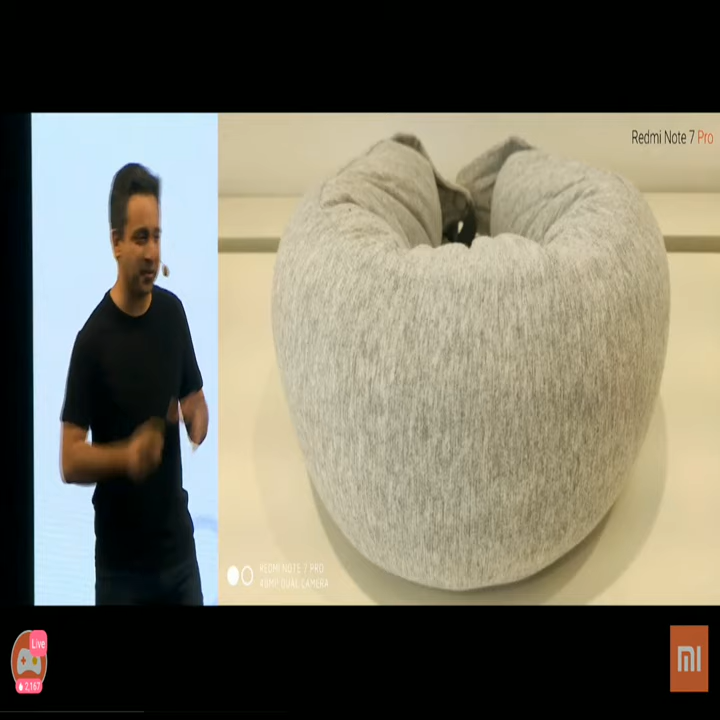 Redmi Note 7 Pro
REDMI NOTE 7 PRO
48MP DUAL CAMERA
Live
2,167
MI